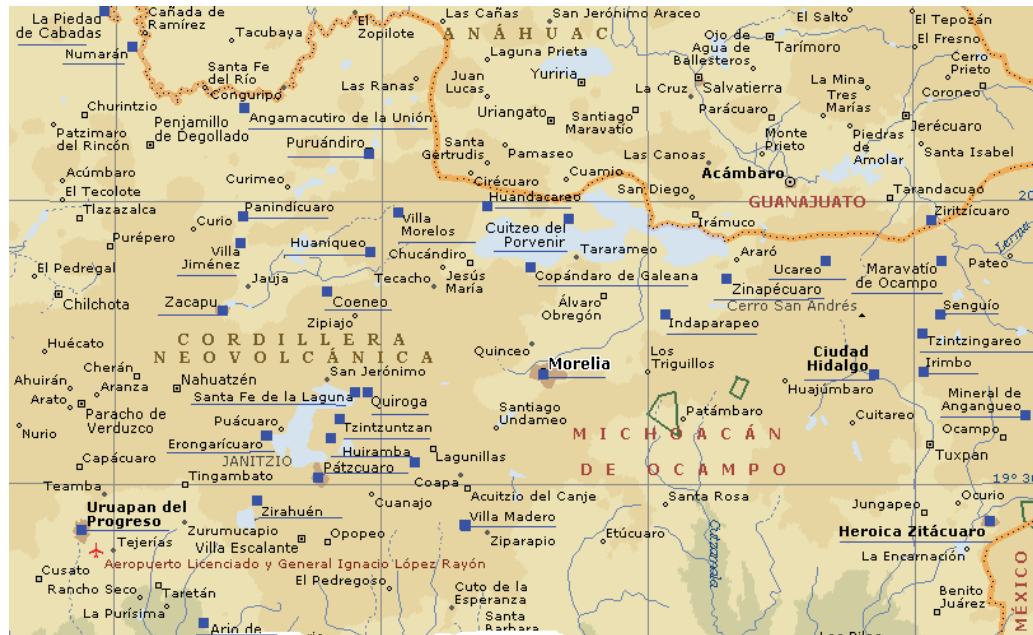 La Piedad
de Cabadas
Cañada de
Ramírez
Tacubaya
El
Zopilote
Las Cañas
San Jerónimo Araceo
ANÁHUAC
Laguna Prieta
Ojo de
Agua de
Ballesteros
El Salto
Tarímoro
El Tepozán
El Fresno
Cerro
Prieto
Numarán
Santa Fe
del Río
Conguripo
Las Ranas
Juan
Lucas
Yuriria
La Cruz
Salvatierra
La Mina
Tres
Marías
Coroneo
Churintzio
Penjamillo
de Degollado
Angamacutiro de la Unión
Uriangato
Santiago
Maravatío
Parácuaro
Jerécuaro
Patzimaro
del Rincón
Puruándiro
Santa
Gertrudis
Pamaseo
Las Canoas
Monte
Prieto
Piedras
de
Amolar
Santa Isabel
Acúmbaro
El Tecolote
Curimeo
Cirécuaro
Cuamio
San Diego
Acámbaro
GUANAJUATO
Tarandacuao
20
Tlazazalca
Curio
Panindícuaro
Villa
Morelos
Huandacareo
Cuitzeo del
Porvenir
Irámuco
Ziritzícuaro
Lerma
Purépero
Villa
Jiménez
Huaniqueo
Chucándiro
Tararameo
Araró
Ucareo
Maravatío
de Ocampo
Pateo
El Pedregal
Chilchota
Jauja
Tecacho
Jesús
María
Copándaro de Galeana
Zinapécuaro
Zacapu
Coeneo
Álvaro
Obregón
Cerro San Andrés
Senguío
Zipiajo
Indaparapeo
Tzintzingareo
CORDILLERA
NEOVOLCÁNICA
Huécato
Quinceo
Morelia
Los
Triguillos
Ciudad
Hidalgo
Irimbo
Cherán
Ahuirán
Aranza
Arato
Nahuatzén
San Jerónimo
Santa Fe de la Laguna
Quiroga
Huajúmbaro
Mineral de
Angangueo
Paracho de
Verduzco
Nurio
Puácuaro
Tzintzuntzan
Santiago
Undameo
Patámbaro
Cuitareo
Ocampo
Erongarícuaro
Huiramba
MICHOACÁN
DE OCAMPO
Tuxpan
Capácuaro
JANITZIO
Pátzcuaro
Lagunillas
Tingambato
Coapa
19° 30
Teamba
Cuanajo
Acuitzio del Canje
Santa Rosa
Ocurio
Uruapan del
Progreso
Zirahuén
Villa Madero
Jungapeo
Heroica Zitácuaro
Zurumucapio
Opopeo
Tejerías
Villa Escalante
Ziparapio
Etúcuaro
Cutzamala
La Encarnación
Aeropuerto Licenciado y General Ignacio López Rayón
Cusato
Rancho Seco
El Pedregoso
Cuto de la
Esperanza
Taretán
La Purísima
Benito
Juárez
MÉXICO
Santa
Barbara
Ario de